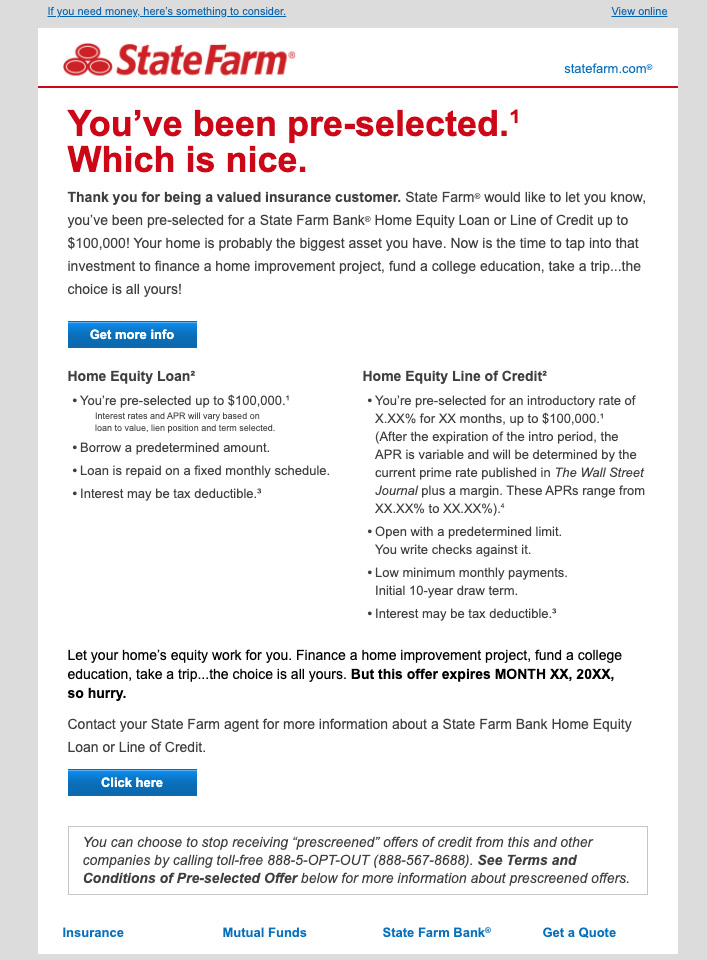 If you need money, here's something to consider.
View online
State Farm®
statefarm.com®
You've been pre-selected.¹
Which is nice.
Thank you for being a valued insurance customer. State Farm® would like to let you know,
you've been pre-selected for a State Farm Bank® Home Equity Loan or Line of Credit up to
$100,000! Your home is probably the biggest asset you have. Now is the time to tap into that
investment to finance a home improvement project, fund a college education, take a trip...the
choice is all yours!
Get more info
Home Equity Loan²
• You're pre-selected up to $100,000.¹
Interest rates and APR will vary based on
loan to value, lien position and term selected.
• Borrow a predetermined amount.
• Loan is repaid on a fixed monthly schedule.
• Interest may be tax deductible.³
Home Equity Line of Credit²
• You're pre-selected for an introductory rate of
X.XX% for XX months, up to $100,000.¹
(After the expiration of the intro period, the
APR is variable and will be determined by the
current prime rate published in The Wall Street
Journal plus a margin. These APRs range from
XX.XX% to XX.XX%).⁴
• Open with a predetermined limit.
You write checks against it.
• Low minimum monthly payments.
Initial 10-year draw term.
• Interest may be tax deductible.³
Let your home's equity work for you. Finance a home improvement project, fund a college
education, take a trip...the choice is all yours. But this offer expires MONTH XX, 20XX,
so hurry.
Contact your State Farm agent for more information about a State Farm Bank Home Equity
Loan or Line of Credit.
Click here
You can choose to stop receiving “prescreened” offers of credit from this and other
companies by calling toll-free 888-5-OPT-OUT (888-567-8688). See Terms and
Conditions of Pre-selected Offer below for more information about prescreened offers.
Insurance
Mutual Funds
State Farm Bank®
Get a Quote